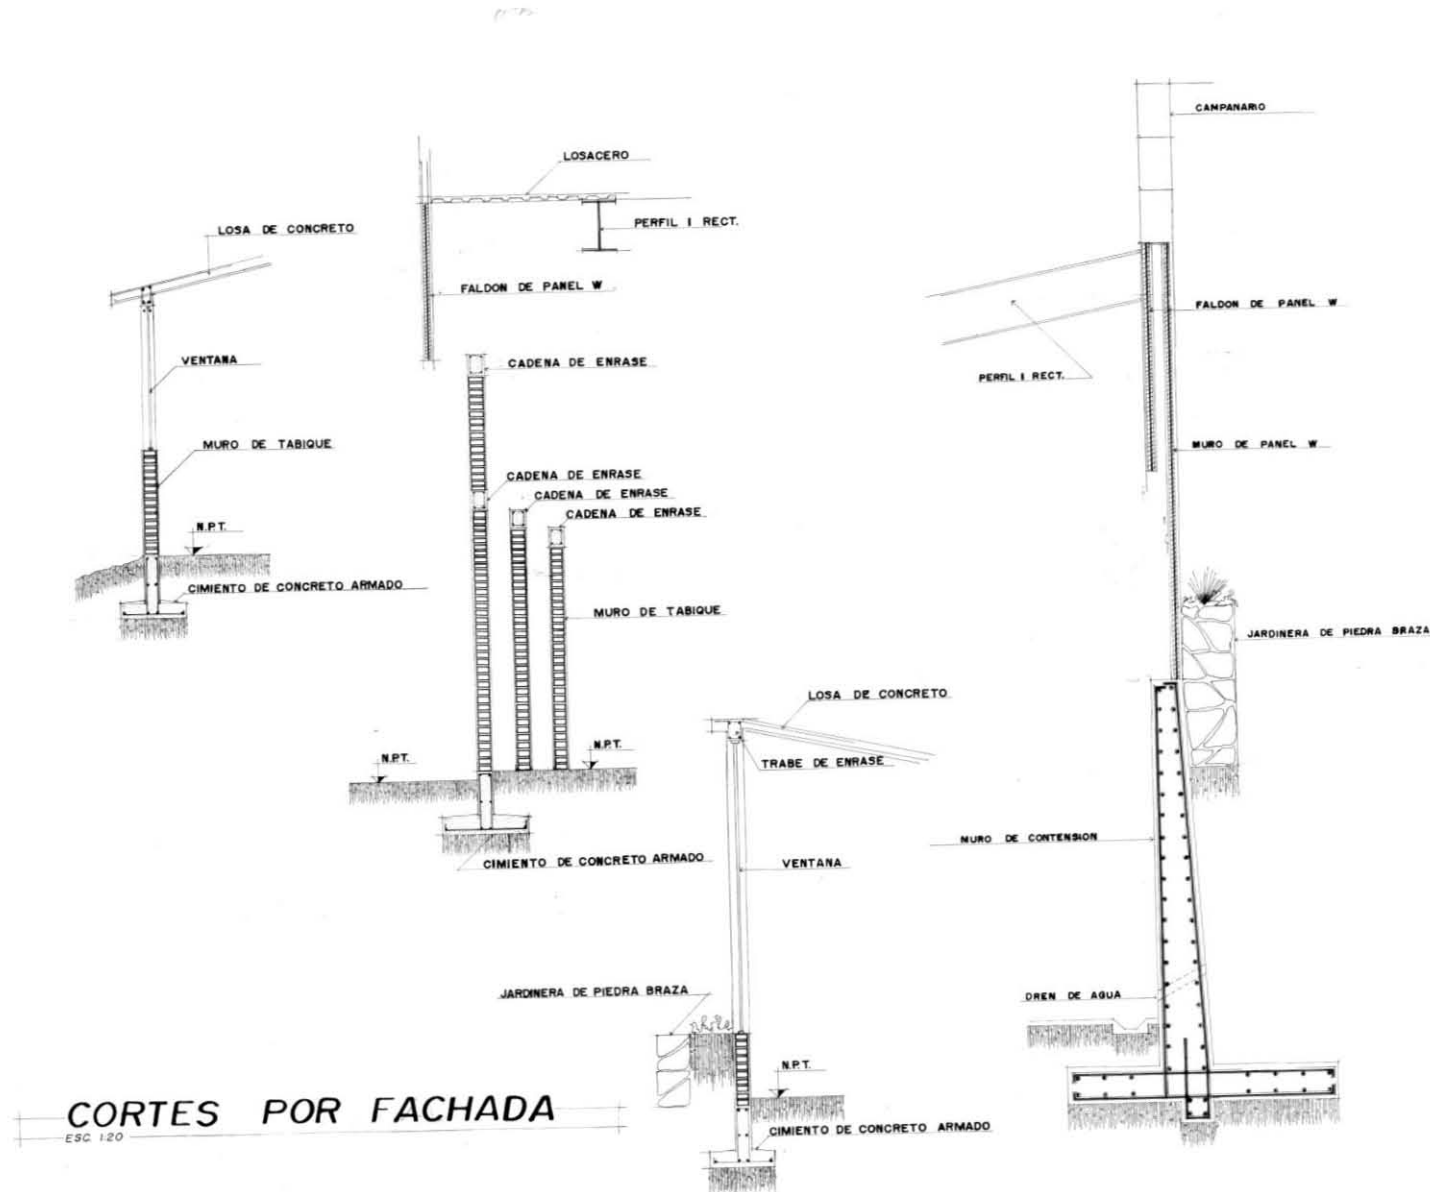 CAMPANARIO
LOSACERO
PERFIL I RECT.
LOSA DE CONCRETO
FALDON DE PANEL W
FALDON DE PANEL W
VENTANA
CADENA DE ENRASE
PERFIL I RECT.
MURO DE TABIQUE
MURO DE PANEL W
CADENA DE ENRASE
CADENA DE ENRASE
CADENA DE ENRASE
N.P.T.
CIMIENTO DE CONCRETO ARMADO
MURO DE TABIQUE
JARDINERA DE PIEDRA BRAZA
LOSA DE CONCRETO
N.P.T.
N.P.T.
TRABE DE ENRASE
MURO DE CONTENSION
CIMIENTO DE CONCRETO ARMADO
VENTANA
JARDINERA DE PIEDRA BRAZA
DREN DE AGUA
N.P.T.
CORTES POR FACHADA
ESC. 1:20
CIMIENTO DE CONCRETO ARMADO